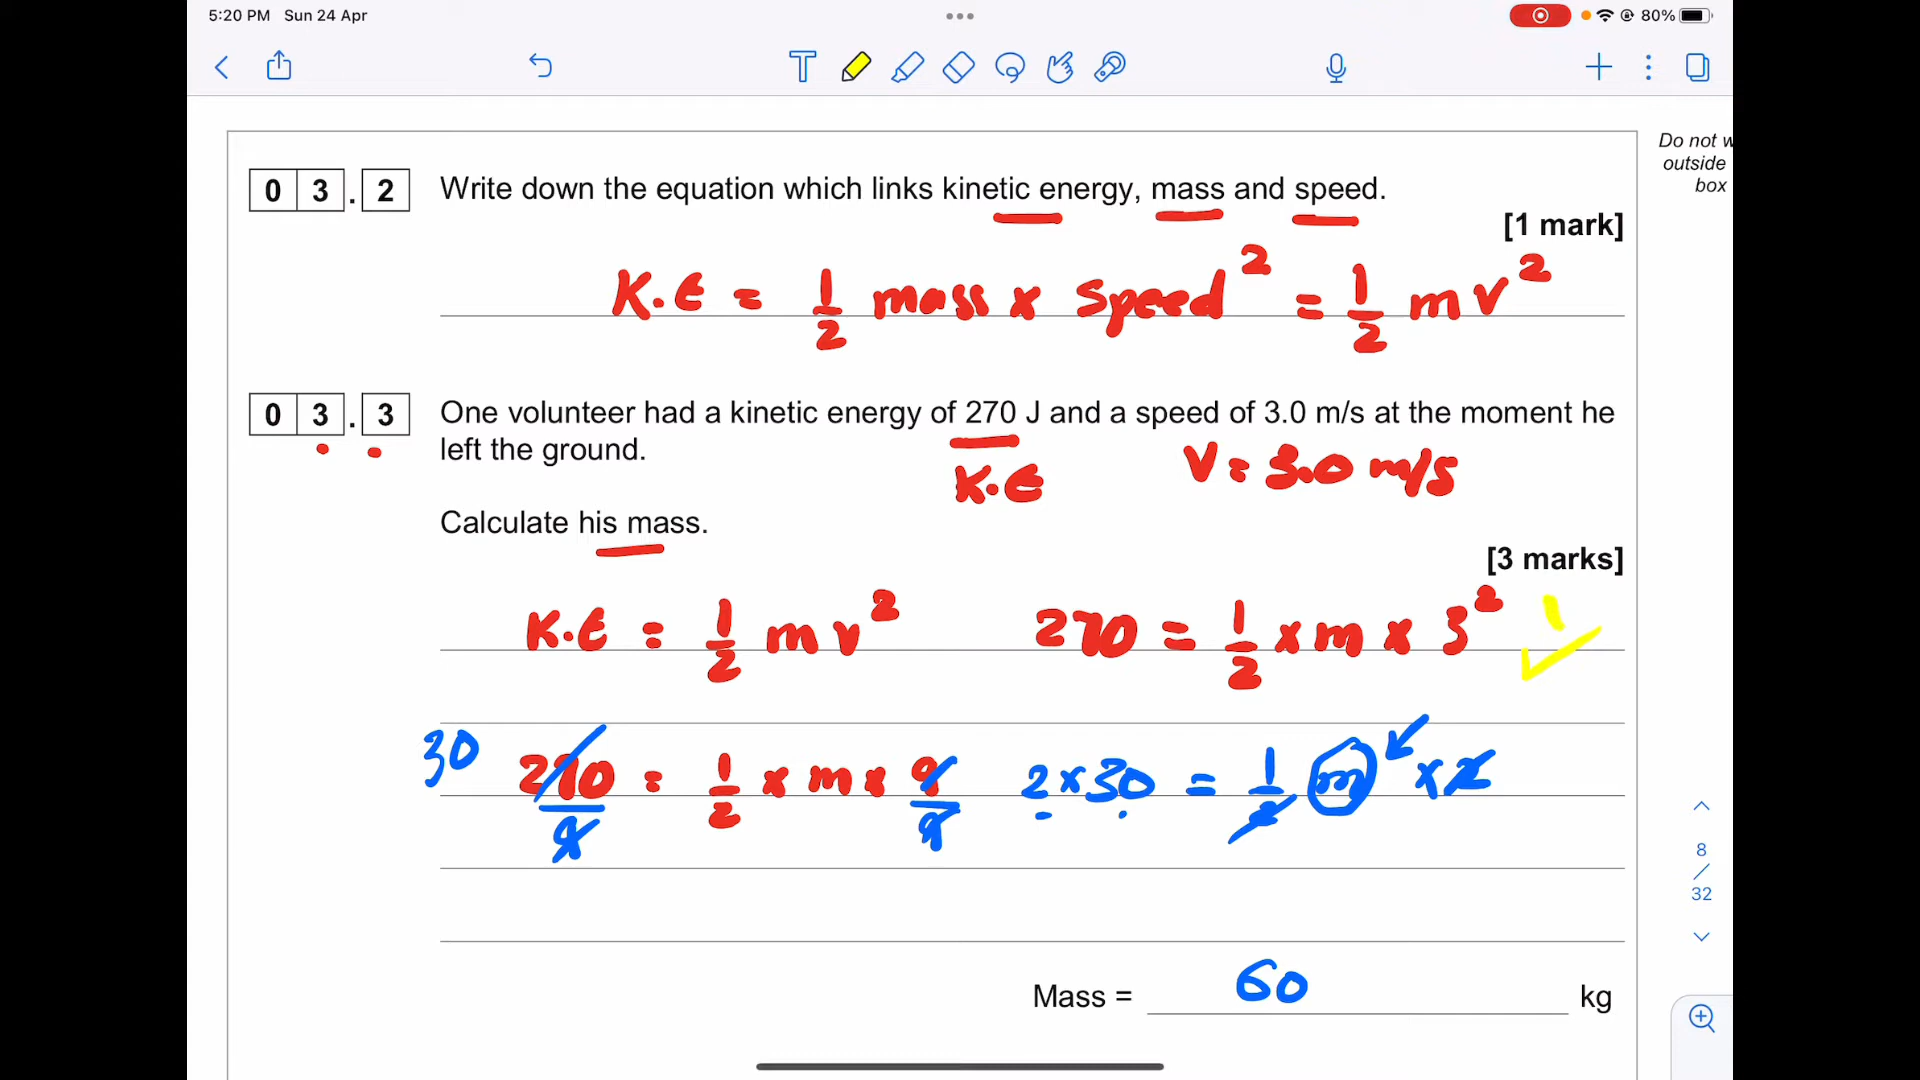 5:20 PM Sun 24 Apr
80%
Do not w
outside
box
0 3 . 2 Write down the equation which links kinetic energy, mass and speed.
[1 mark]
K.E = 1/2 mass x speed² = 1/2 m v²
0 3 . 3 One volunteer had a kinetic energy of 270 J and a speed of 3.0 m/s at the moment he
left the ground.
K.E V = 3.0 m/s
Calculate his mass.
[3 marks]
K.E = 1/2 m v² 270 = 1/2 x m x 3² 1 ✓
30 270/9 = 1/2 x m x 9/9 2 x 30 = 1/2 m x 2
8
/
32
Mass = 60 kg